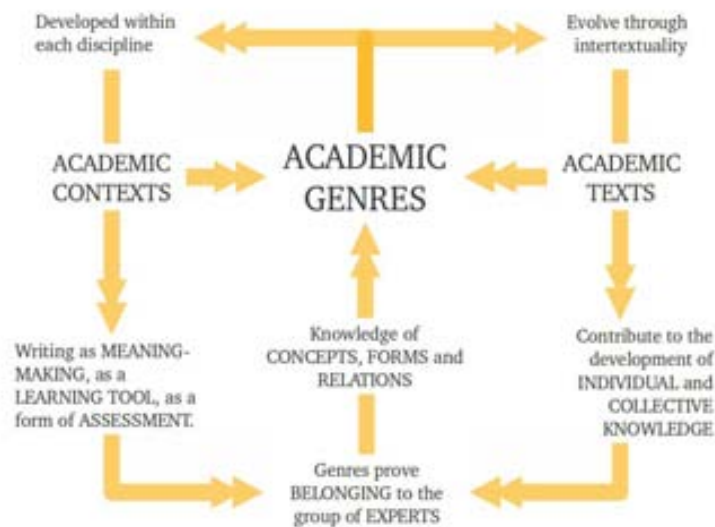 Developed within
each discipline
Evolve through
intertextuality
ACADEMIC
CONTEXTS
ACADEMIC
GENRES
ACADEMIC
TEXTS
Writing as MEANING-
MAKING, as a
LEARNING TOOL, as a
form of ASSESSMENT.
Knowledge of
CONCEPTS, FORMS and
RELATIONS
Contribute to the
development of
INDIVIDUAL and
COLLECTIVE
KNOWLEDGE
Genres prove
BELONGING to the
group of EXPERTS